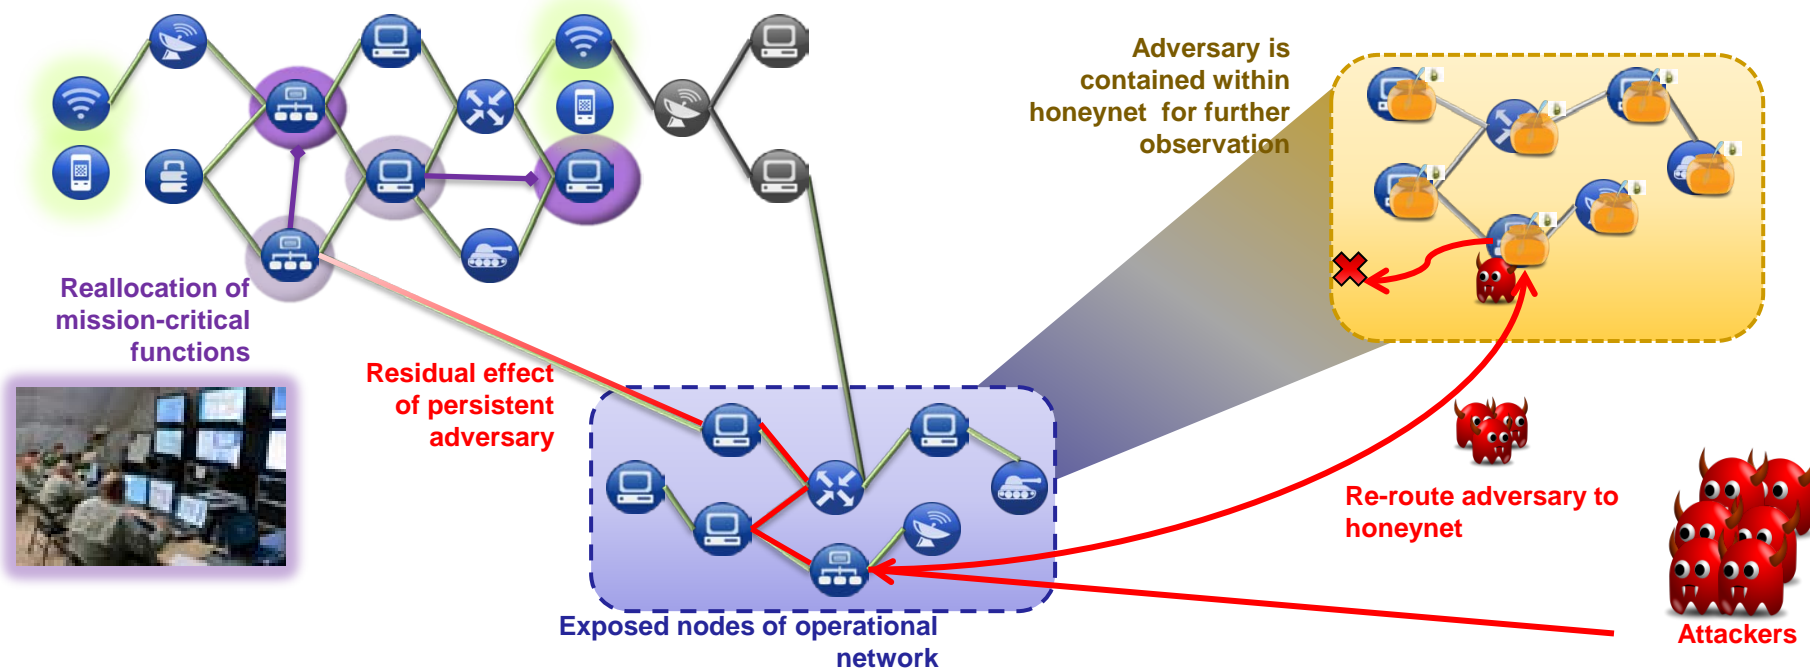 Adversary is
contained within
honeynet for further
observation
Reallocation of
mission-critical
functions
Residual effect
of persistent
adversary
Re-route adversary to
honeynet
Attackers
Exposed nodes of operational
network